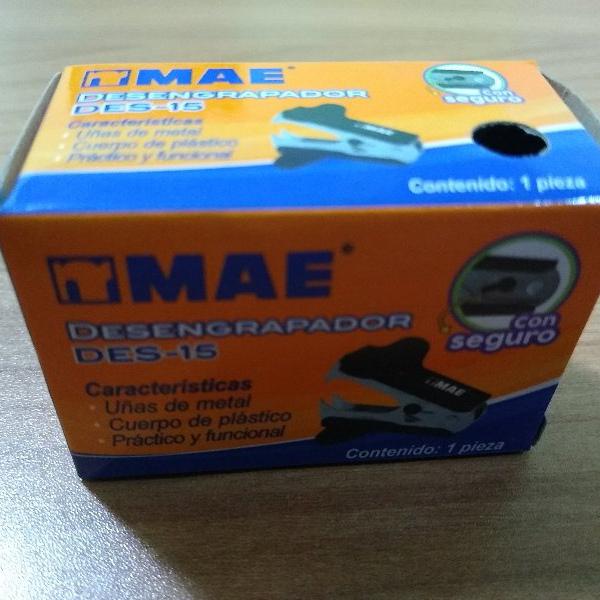 MAE
DESENGRAPADOR
DES-15
Características
· Uñas de metal
· Cuerpo de plástico
Práctico y funcional
MAE
con
seguro
Contenido: 1 pieza
MAE
DESENGRAPADOR
DES-15
Características
· Uñas de metal
· Cuerpo de plástico
· Práctico y funcional
MAE
con
seguro
Contenido: 1 pieza